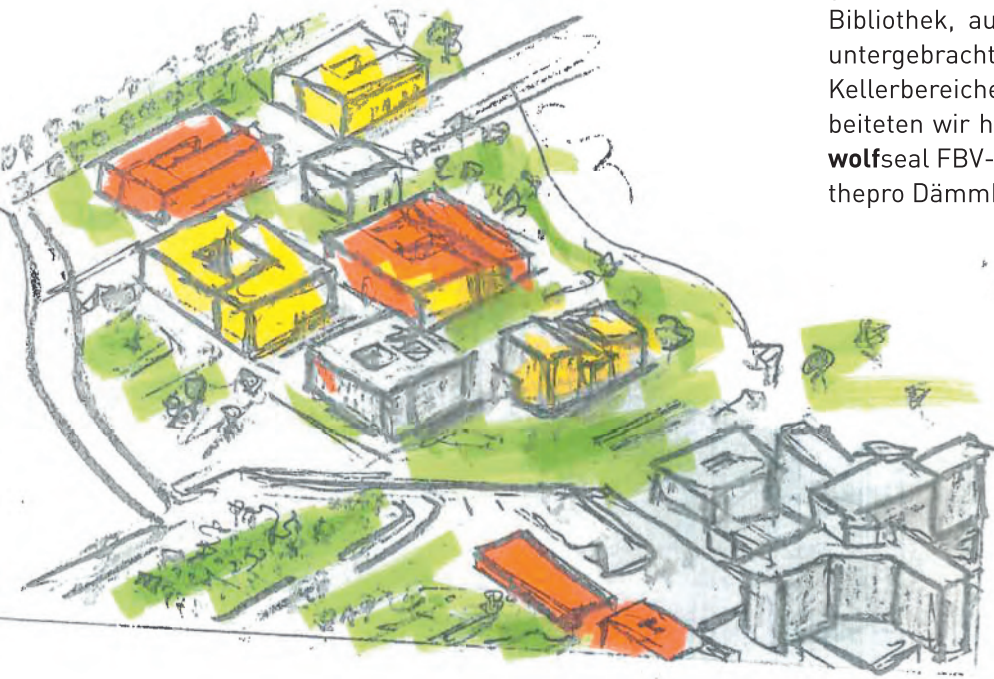 Bibliothek, au
untergebracht
Kellerbereiche
beiteten wir h
wolfseal FBV-
thepro Dämml